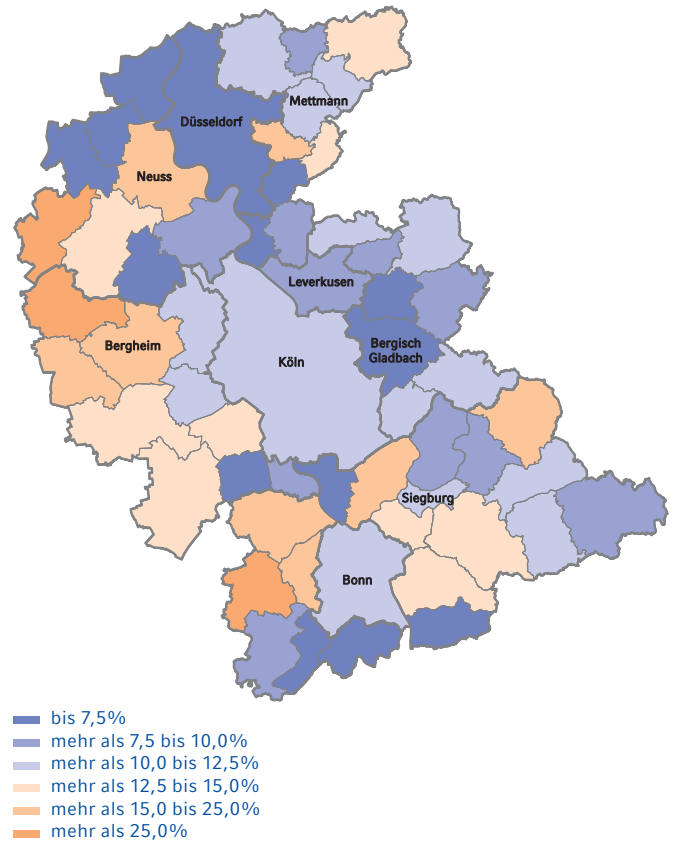 Mettmann
Düsseldorf
Neuss
Leverkusen
Bergisch
Gladbach
Bergheim
Köln
Siegburg
Bonn
bis 7,5%
mehr als 7,5 bis 10,0%
mehr als 10,0 bis 12,5%
mehr als 12,5 bis 15,0%
mehr als 15,0 bis 25,0%
mehr als 25,0%